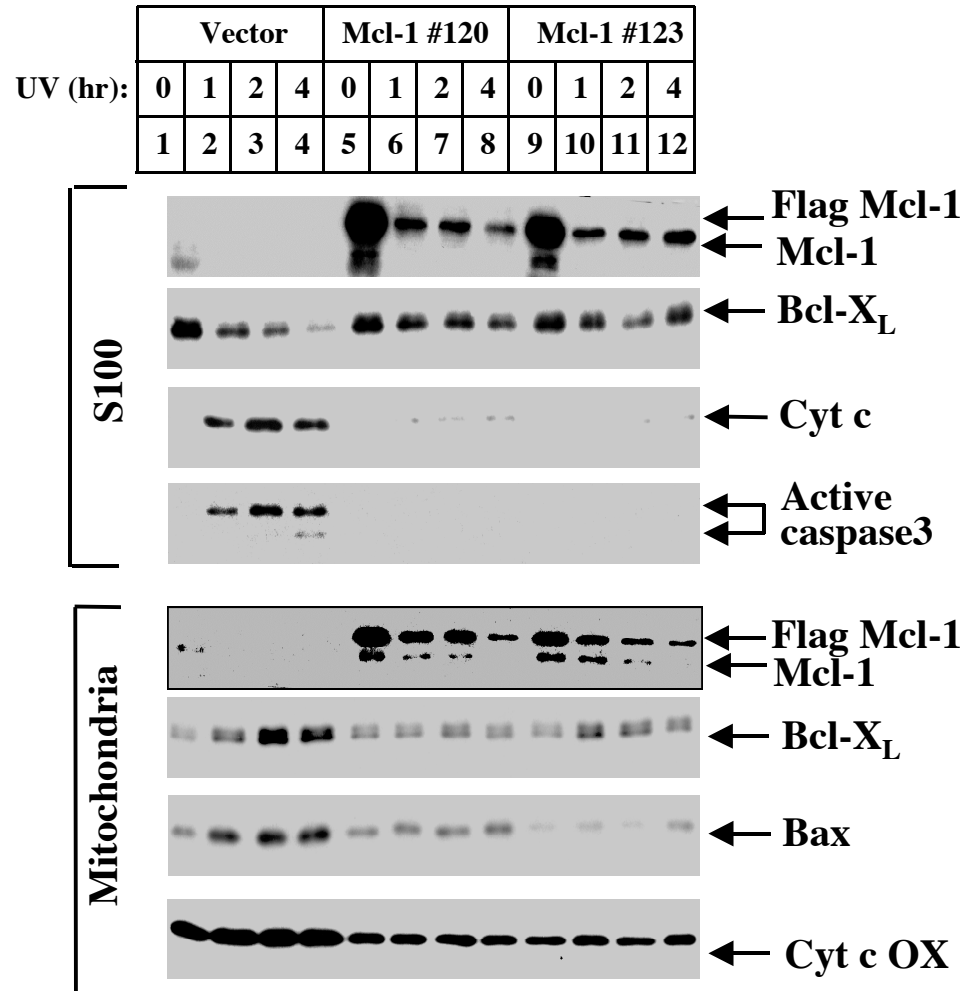 Vector Mcl-1 #120 Mcl-1 #123
UV (hr): 0 1 2 4 0 1 2 4 0 1 2 4
1 2 3 4 5 6 7 8 9 10 11 12
S100
Flag Mcl-1
Mcl-1
Bcl-XL
Cyt c
Active
caspase3
Mitochondria
Flag Mcl-1
Mcl-1
Bcl-XL
Bax
Cyt c OX